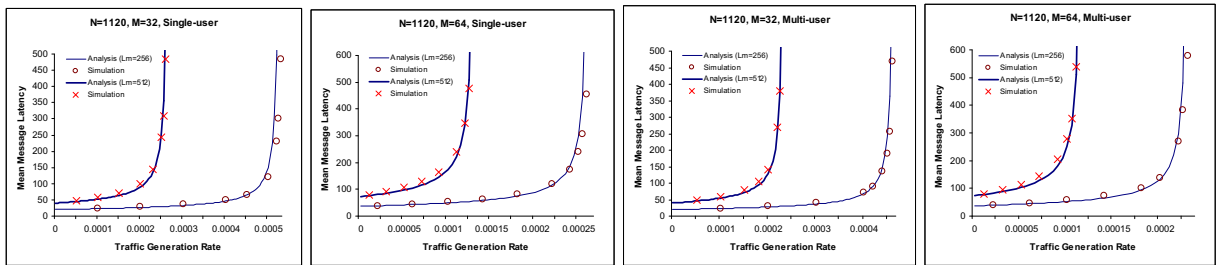 N=1120, M=32, Single-user
Mean Message Latency
500
450
400
350
300
250
200
150
100
50
0
Analysis (Lm=256)
Simulation
Analysis (Lm=512)
Simulation
0 0.0001 0.0002 0.0003 0.0004 0.0005
Traffic Generation Rate
N=1120, M=64, Single-user
Mean Message Latency
600
500
400
300
200
100
0
Analysis (Lm=256)
Simulation
Analysis (Lm=512)
Simulation
0 0.00005 0.0001 0.00015 0.0002 0.00025
Traffic Generation Rate
N=1120, M=32, Multi-user
Mean Message Latency
500
450
400
350
300
250
200
150
100
50
0
Analysis (Lm=256)
Simulation
Analysis (Lm=512)
Simulation
0 0.0001 0.0002 0.0003 0.0004
Traffic Generation Rate
N=1120, M=64, Multi-user
Mean Message Latency
600
500
400
300
200
100
0
Analysis (Lm=256)
Simulation
Analysis (Lm=512)
Simulation
0 0.00005 0.0001 0.00015 0.0002
Traffic Generation Rate